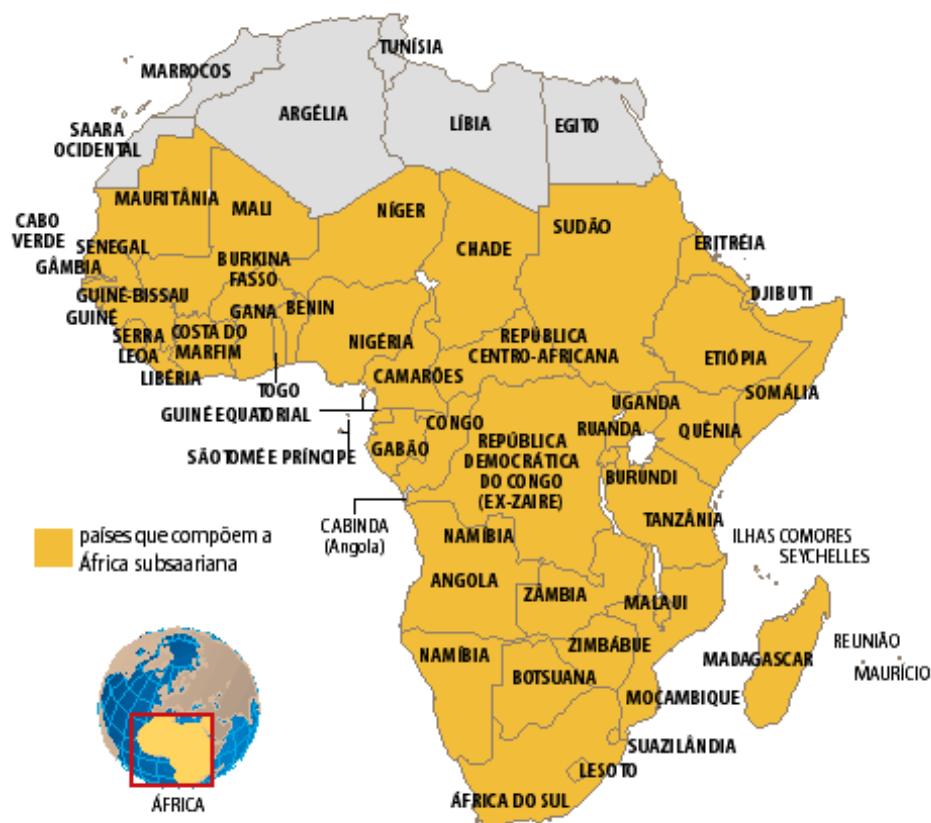 TUNÍSIA
MARROCOS
ARGÉLIA
LÍBIA
EGITO
SAARA
OCIDENTAL
MAURITÂNIA
MALI
NÍGER
CHADE
SUDÃO
CABO
VERDE
SENEGAL
GÂMBIA
ERITRÉIA
BURKINA
FASSO
DJIBUTI
GUINÉ-BISSAU
GUINÉ
GANA
BENIN
SERRA
LEOA
COSTA DO
MARFIM
NIGÉRIA
REPÚBLICA
CENTRO-AFRICANA
ETIÓPIA
LIBÉRIA
TOGO
CAMARÕES
SOMÁLIA
GUINÉ EQUATORIAL
UGANDA
CONGO
RUANDA
QUÊNIA
SÃO TOMÉ E PRÍNCIPE
GABÃO
REPÚBLICA
DEMOCRÁTICA
DO CONGO
(EX-ZAIRE)
BURUNDI
CABINDA
(Angola)
TANZÂNIA
NAMÍBIA
ILHAS COMORES
SEYCHELLES
países que compõem a
África subsaariana
ANGOLA
ZÂMBIA
MALAUI
ZIMBÁBUE
NAMÍBIA
BOTSUANA
MADAGASCAR
REUNIÃO
MAURÍCIO
MOÇAMBIQUE
SUAZILÂNDIA
LESOTO
ÁFRICA DO SUL
ÁFRICA